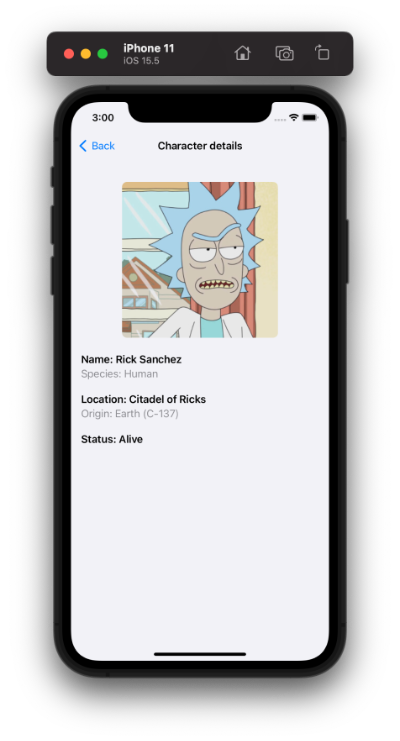 iPhone 11
iOS 15.5
3:00
Back
Character details
Name: Rick Sanchez
Species: Human
Location: Citadel of Ricks
Origin: Earth (C-137)
Status: Alive